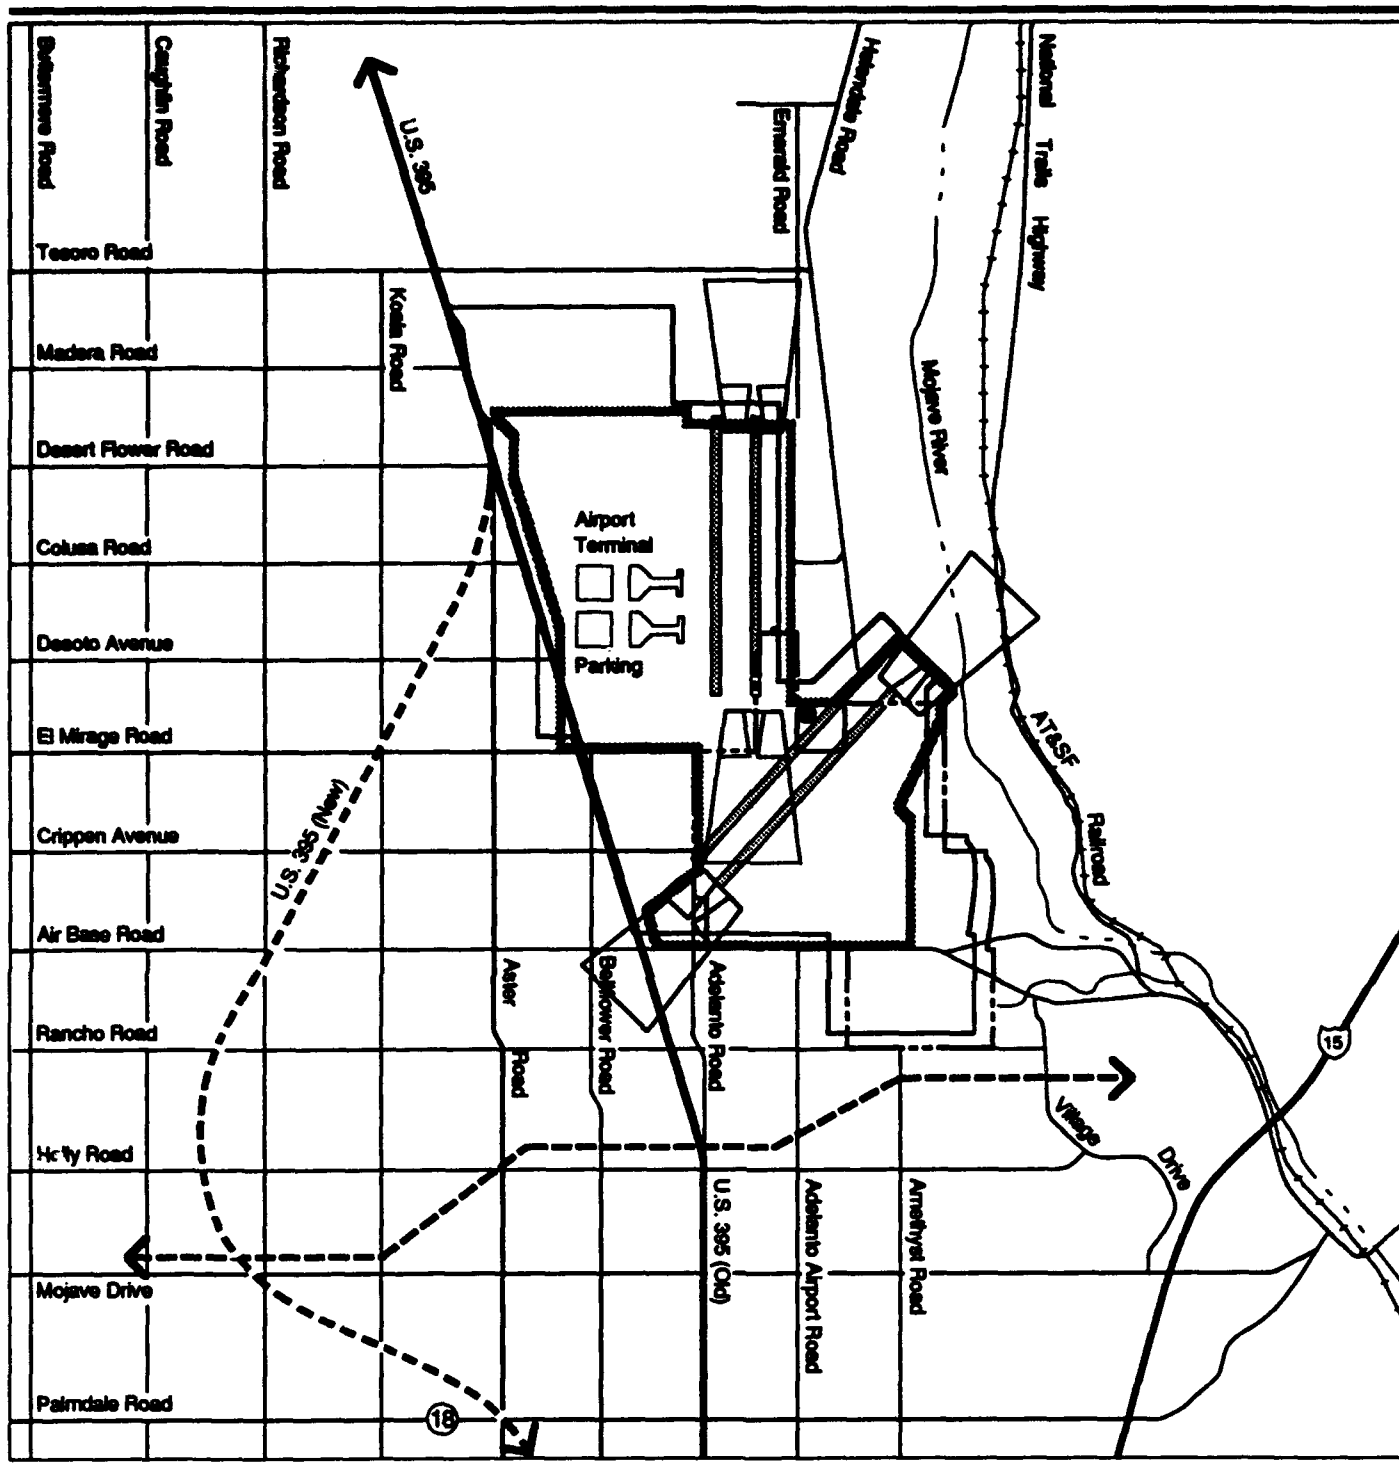 Bellermera Road
Caughlin Road
Richardson Road
U.S. 395
Emerald Road
Helendale Road
National Trails Highway
Tesoro Road
Koala Road
Madera Road
Mojave River
Desert Flower Road
Airport
Terminal
Colusa Road
Desoto Avenue
Parking
El Mirage Road
AT&SF Railroad
U.S. 395 (New)
Crippen Avenue
Air Base Road
Aster Road
Bellflower Road
Adelanto Road
Rancho Road
15
Village Drive
Holly Road
U.S. 395 (Old)
Adelanto Airport Road
Amethyst Road
Mojave Drive
Palmdale Road
18